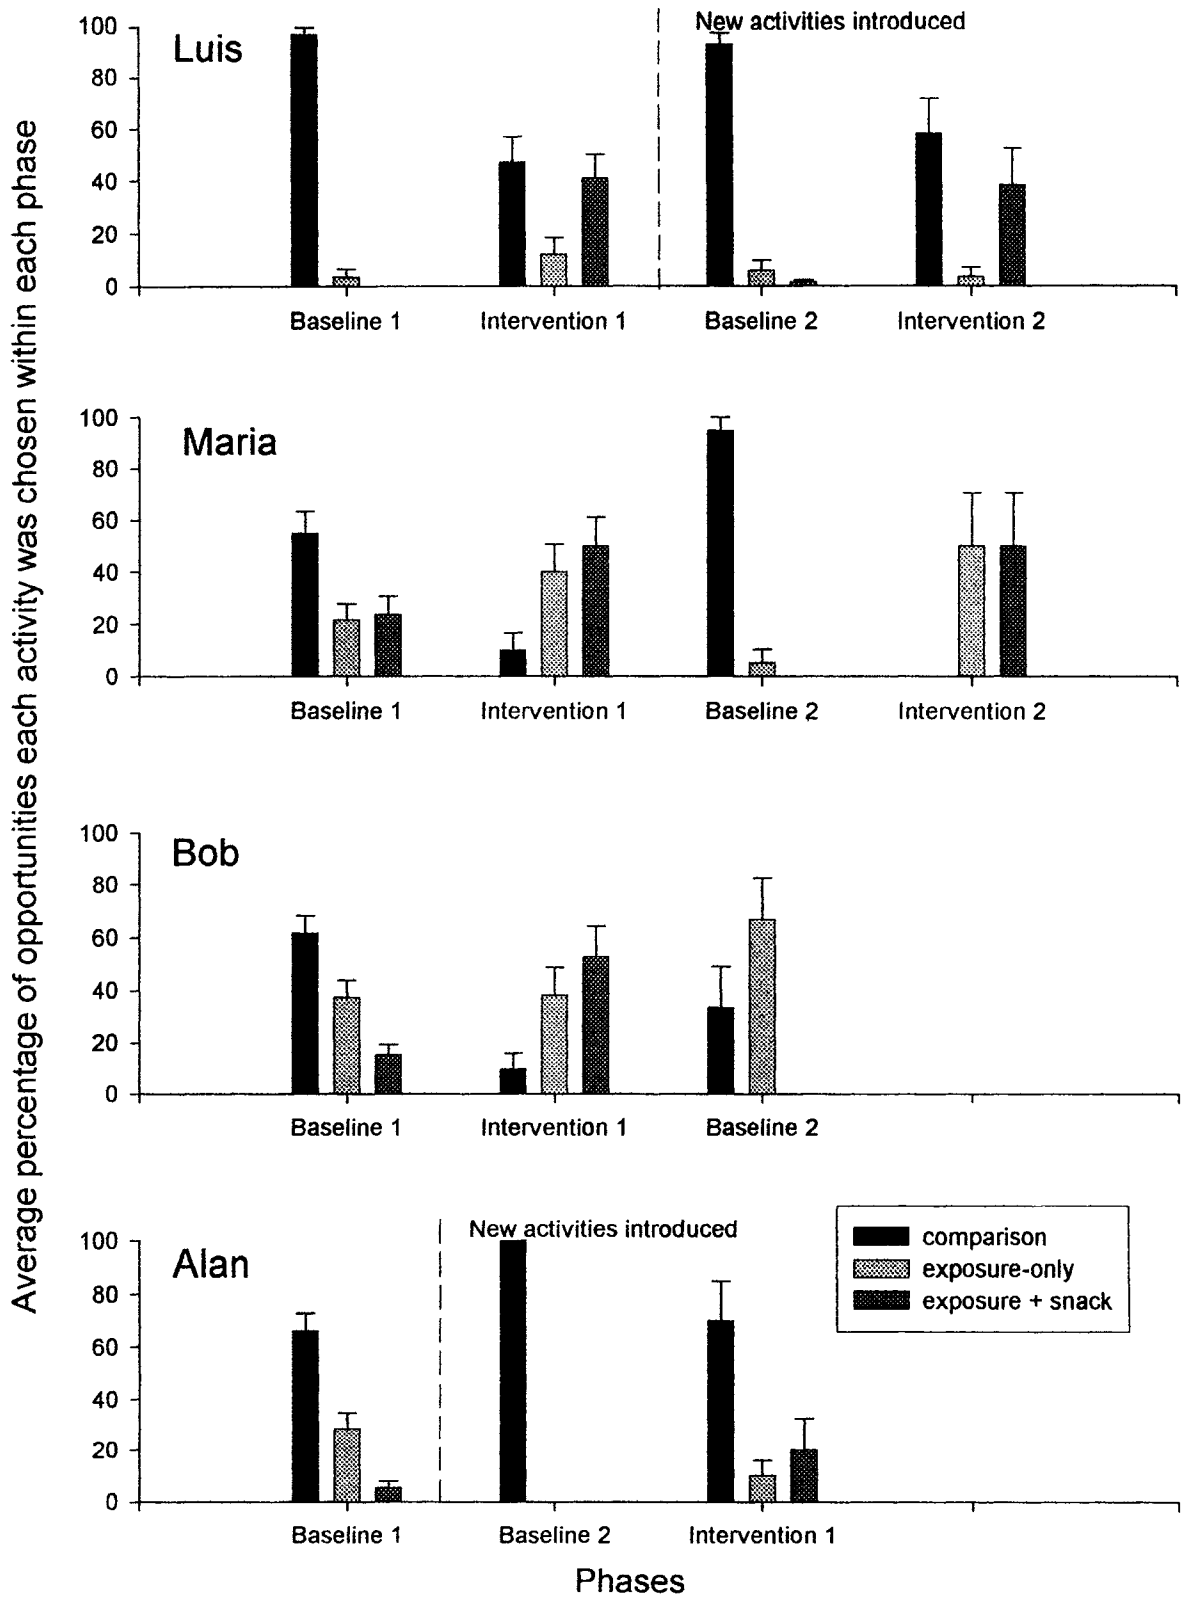 Average percentage of opportunities each activity was chosen within each phase
Luis
New activities introduced
100
80
60
40
20
0
Baseline 1
Intervention 1
Baseline 2
Intervention 2
Maria
100
80
60
40
20
0
Baseline 1
Intervention 1
Baseline 2
Intervention 2
Bob
100
80
60
40
20
0
Baseline 1
Intervention 1
Baseline 2
Alan
New activities introduced
100
80
60
40
20
0
comparison
exposure-only
exposure + snack
Baseline 1
Baseline 2
Intervention 1
Phases